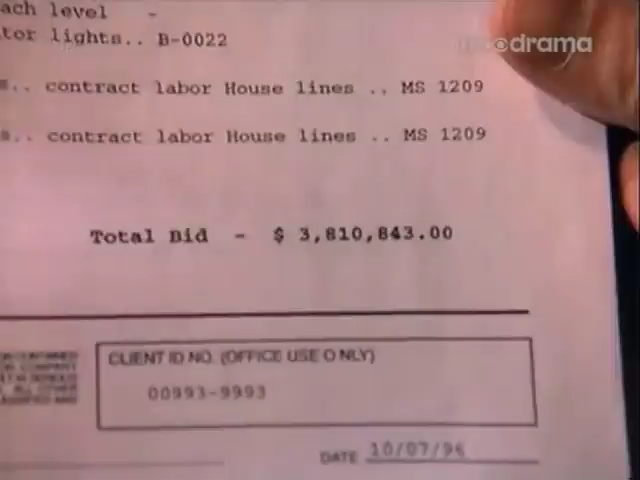 ach level -
tor lights.. B-0022
drama
s.. contract labor House lines .. MS 1209
s.. contract labor House lines .. MS 1209
Total Bid - $ 3,810,843.00
CLIENT ID NO. (OFFICE USE ONLY)
00993-9993
DATE 10/07/96